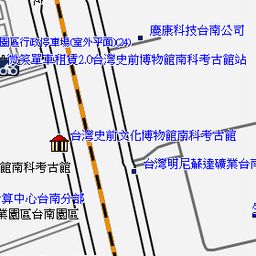 慶康科技台南公司
園區行政停車場(室外平面)(24)
微笑單車租賃2.0台灣史前博物館南科考古館站
台灣史前文化博物館南科考古館
台灣明尼蘇達礦業台南
館南科考古館
算中心台南分部
業園區台南園區